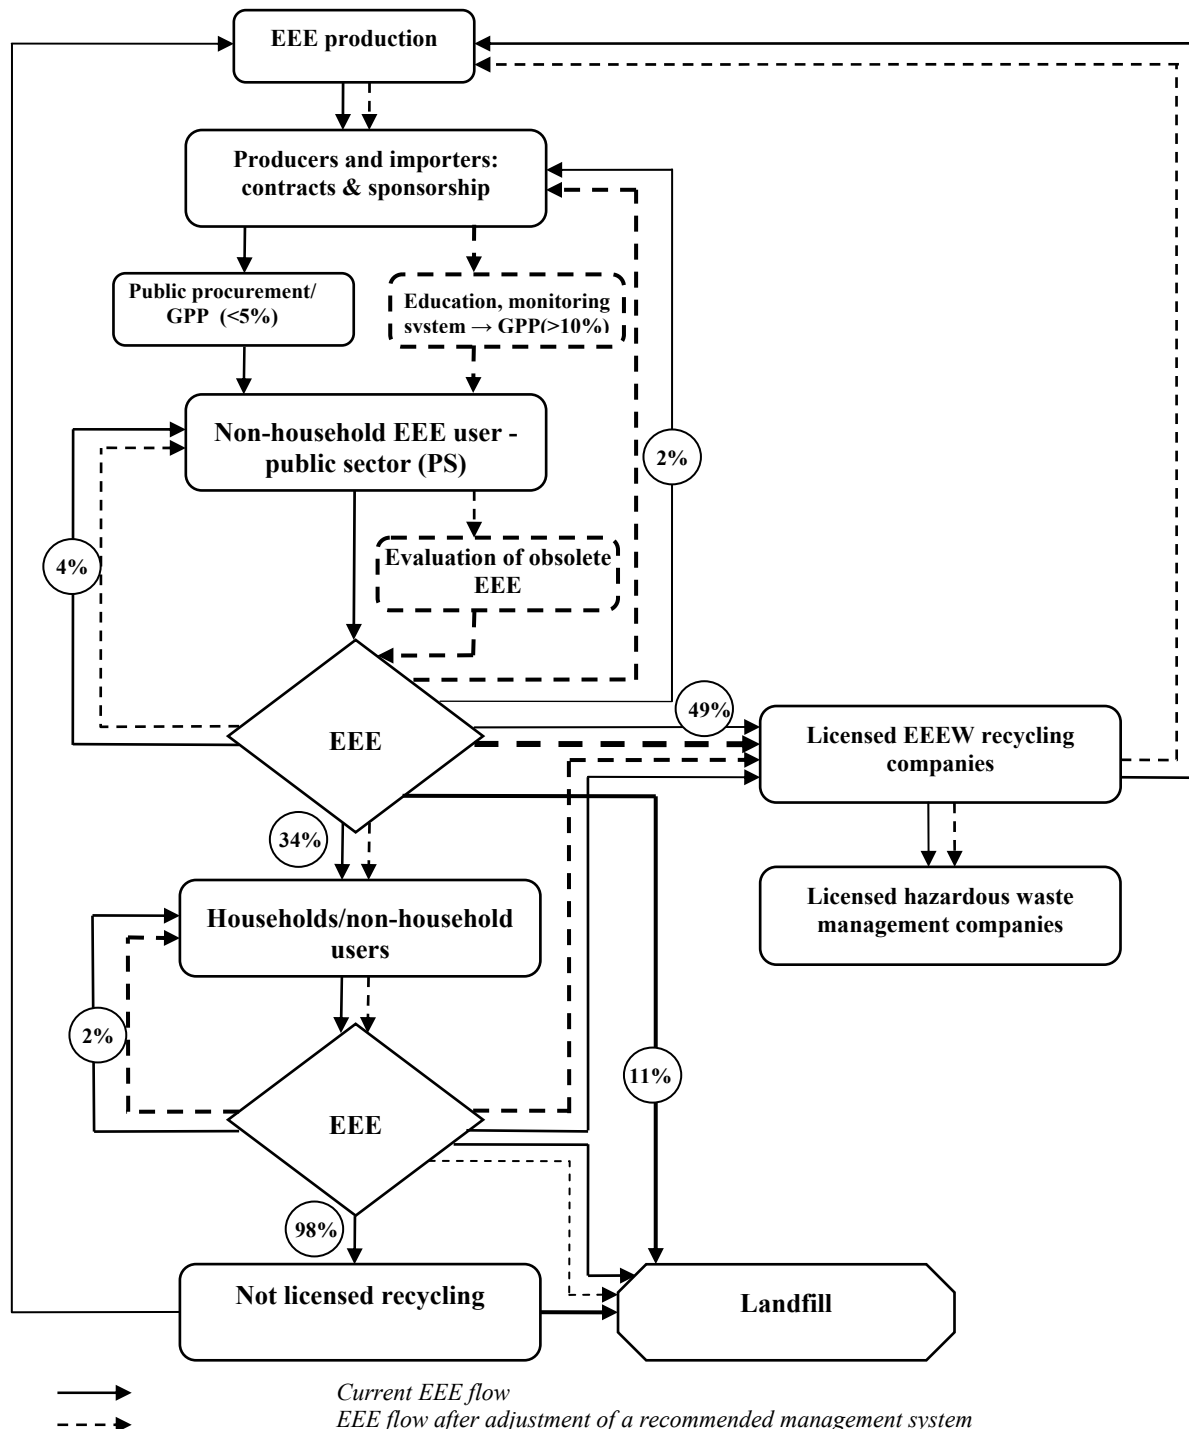 EEE production
Producers and importers:
contracts & sponsorship
Public procurement/
GPP (<5%)
Education, monitoring
system → GPP(>10%)
Non-household EEE user -
public sector (PS)
2%
4%
Evaluation of obsolete
EEE
EEE
49%
Licensed EEEW recycling
companies
34%
Licensed hazardous waste
management companies
Households/non-household
users
2%
11%
EEE
98%
Not licensed recycling
Landfill
Current EEE flow
EEE flow after adjustment of a recommended management system